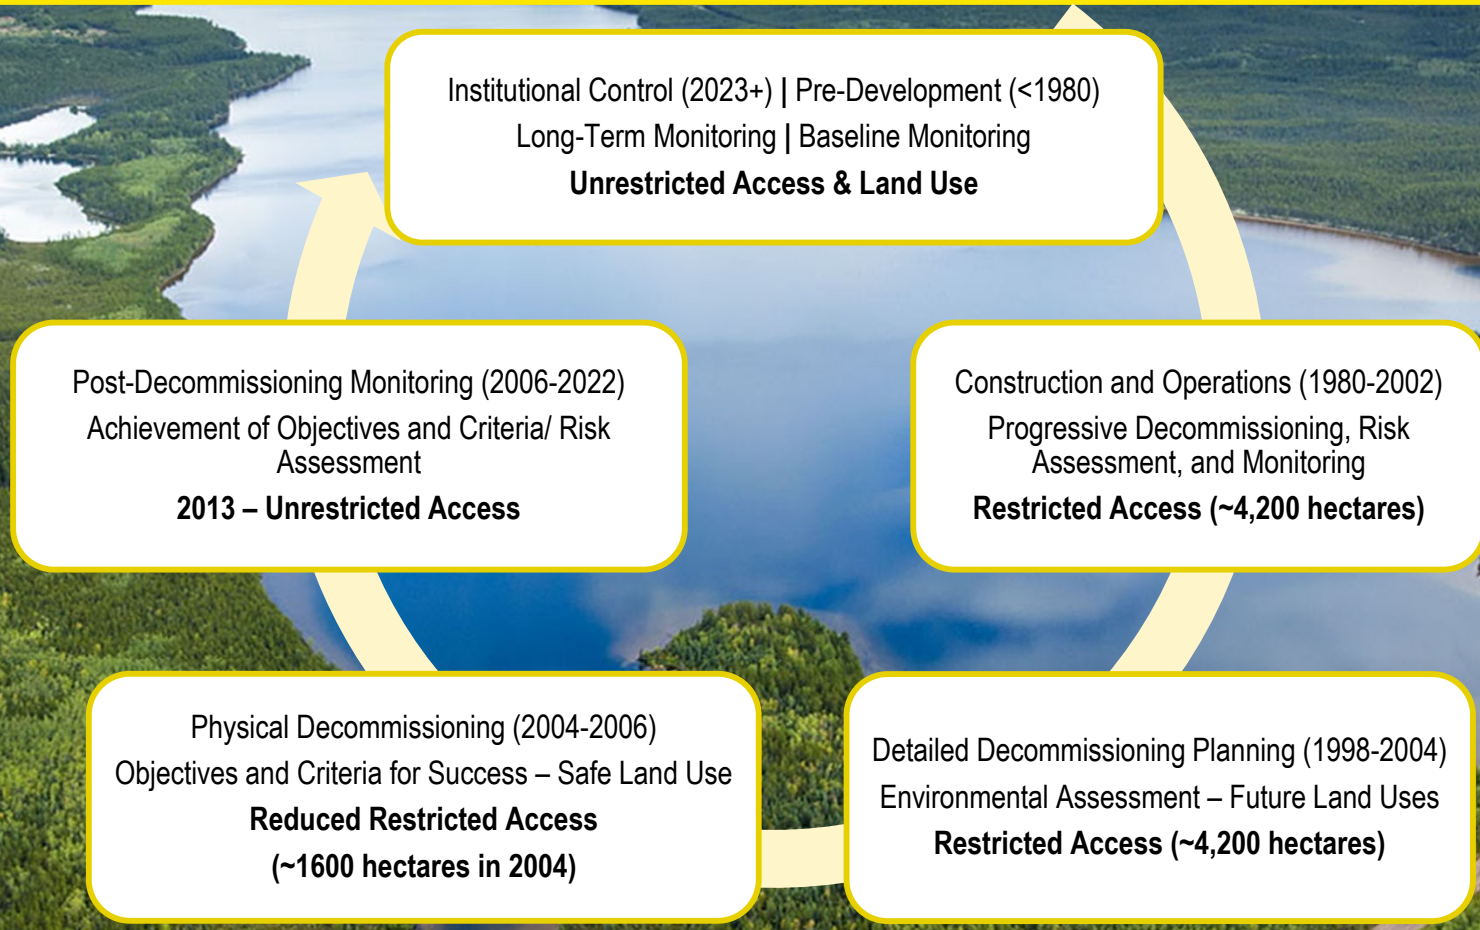 Institutional Control (2023+) | Pre-Development (<1980)
Long-Term Monitoring | Baseline Monitoring
Unrestricted Access & Land Use
Construction and Operations (1980-2002)
Progressive Decommissioning, Risk
Assessment, and Monitoring
Restricted Access (~4,200 hectares)
Detailed Decommissioning Planning (1998-2004)
Environmental Assessment – Future Land Uses
Restricted Access (~4,200 hectares)
Physical Decommissioning (2004-2006)
Objectives and Criteria for Success – Safe Land Use
Reduced Restricted Access
(~1600 hectares in 2004)
Post-Decommissioning Monitoring (2006-2022)
Achievement of Objectives and Criteria/ Risk
Assessment
2013 – Unrestricted Access